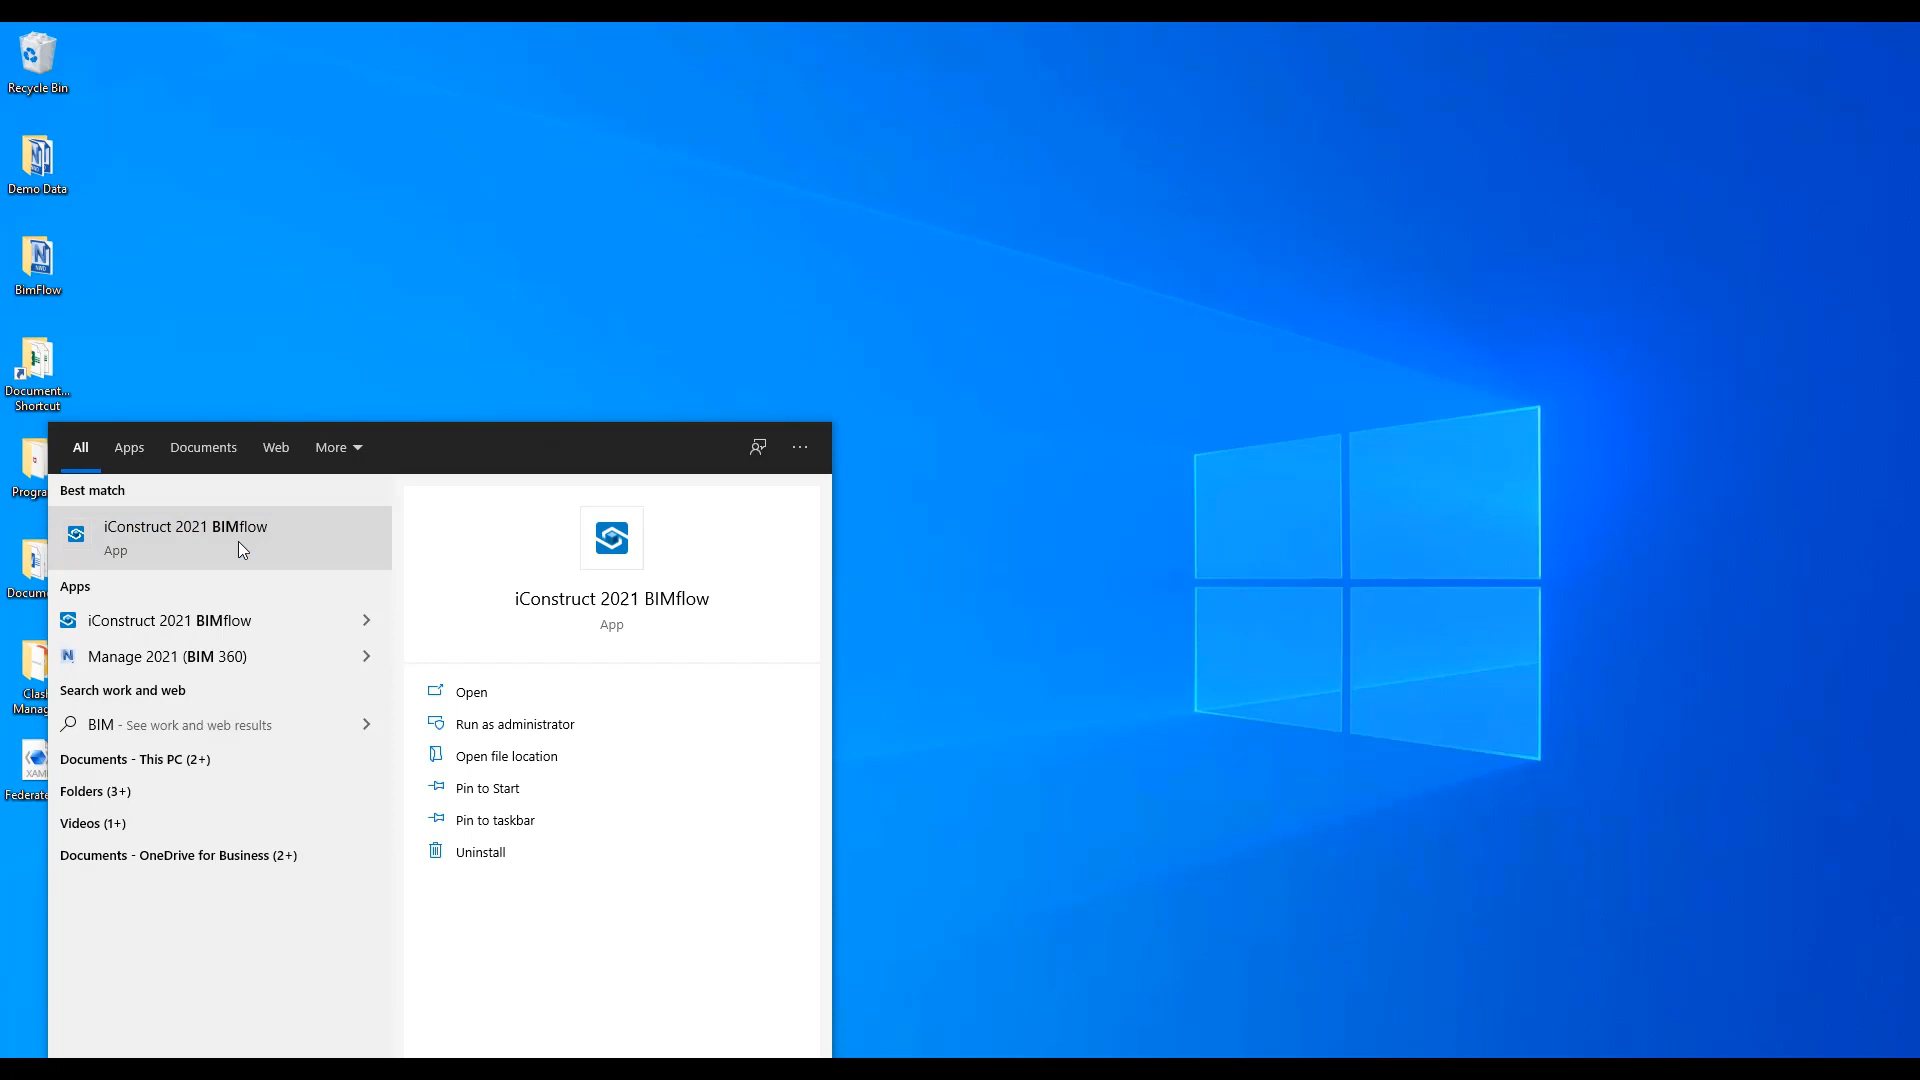 Recycle Bin
Demo Data
NWD
BimFlow
Document...
Shortcut
Progra
Docum
Clas
Manag
XAM
Federate
All
Apps
Documents
Web
More
Best match
iConstruct 2021 BIMflow
App
Apps
iConstruct 2021 BIMflow
Manage 2021 (BIM 360)
Search work and web
BIM - See work and web results
Documents - This PC (2+)
Folders (3+)
Videos (1+)
Documents - OneDrive for Business (2+)
iConstruct 2021 BIMflow
App
Open
Run as administrator
Open file location
Pin to Start
Pin to taskbar
Uninstall